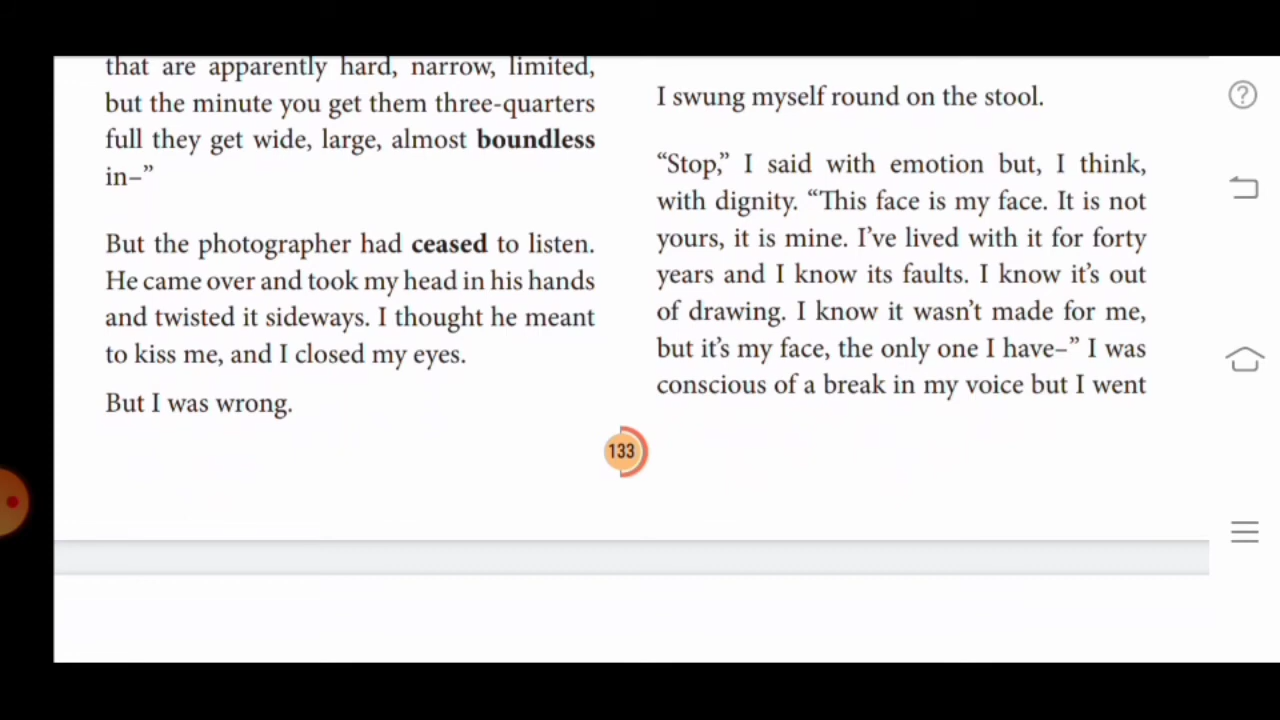 that are apparently hard, narrow, limited,
but the minute you get them three-quarters
full they get wide, large, almost boundless
in–”
But the photographer had ceased to listen.
He came over and took my head in his hands
and twisted it sideways. I thought he meant
to kiss me, and I closed my eyes.
But I was wrong.
I swung myself round on the stool.
“Stop,” I said with emotion but, I think,
with dignity. “This face is my face. It is not
yours, it is mine. I’ve lived with it for forty
years and I know its faults. I know it’s out
of drawing. I know it wasn’t made for me,
but it’s my face, the only one I have–” I was
conscious of a break in my voice but I went
133